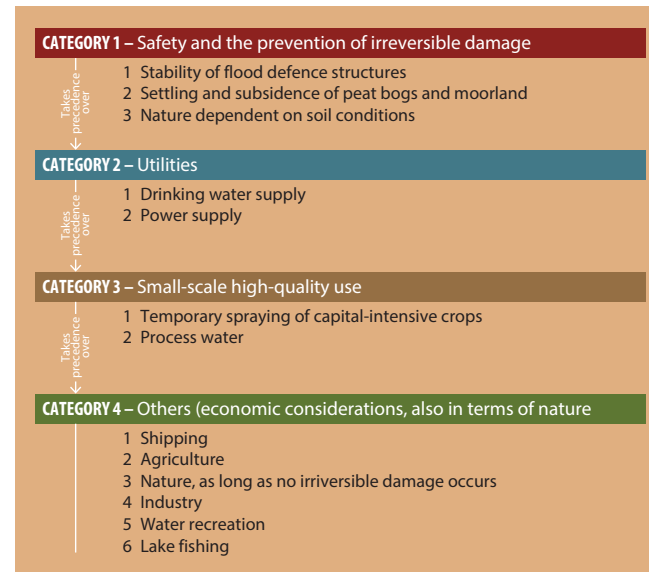 CATEGORY 1 – Safety and the prevention of irreversible damage
Takes
precedence
over
1 Stability of flood defence structures
2 Settling and subsidence of peat bogs and moorland
3 Nature dependent on soil conditions
CATEGORY 2 – Utilities
Takes
precedence
over
1 Drinking water supply
2 Power supply
CATEGORY 3 – Small-scale high-quality use
Takes
precedence
over
1 Temporary spraying of capital-intensive crops
2 Process water
CATEGORY 4 – Others (economic considerations, also in terms of nature
1 Shipping
2 Agriculture
3 Nature, as long as no irriversible damage occurs
4 Industry
5 Water recreation
6 Lake fishing